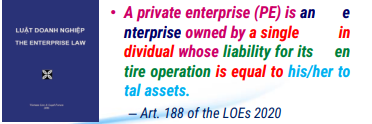 LUẬT DOANH NGHIỆP
THE ENTERPRISE LAW
• A private enterprise (PE) is an e
nterprise owned by a single in
dividual whose liability for its en
tire operation is equal to his/her to
tal assets.
– Art. 188 of the LOEs 2020